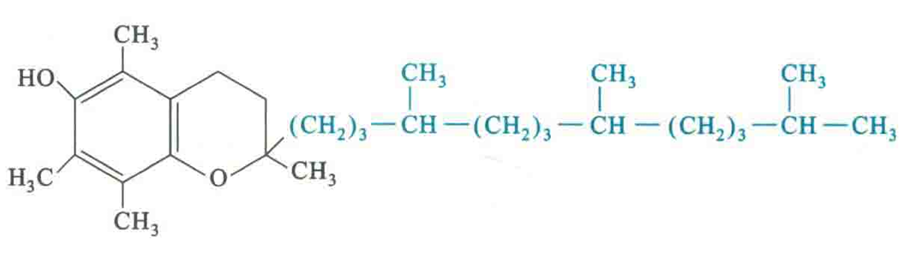 CH₃
HO
CH₃ CH₃ CH₃
(CH₂)₃—CH—(CH₂)₃—CH—(CH₂)₃—CH—CH₃
H₃C O CH₃
CH₃